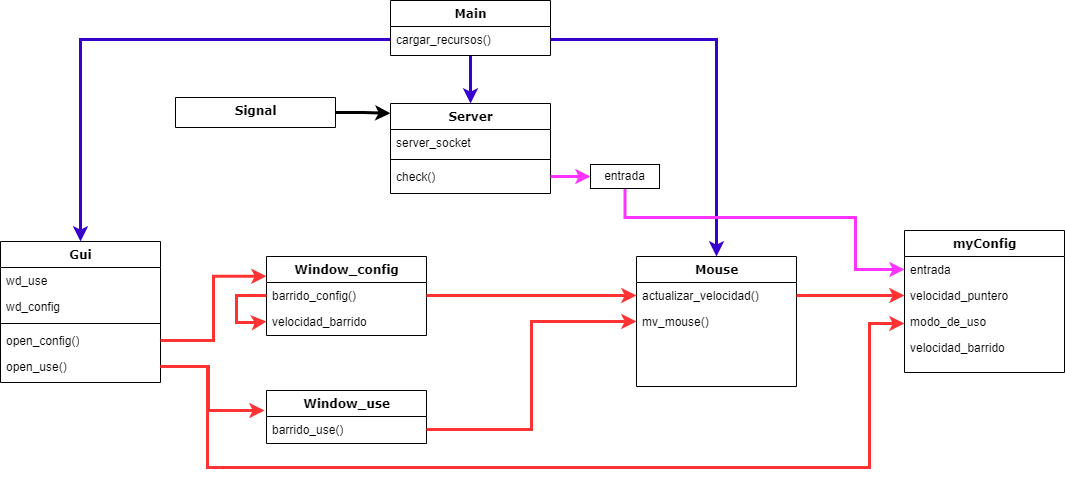 Main
cargar_recursos()
Signal
Server
server_socket
check()
entrada
Gui
wd_use
wd_config
open_config()
open_use()
Window_config
barrido_config()
velocidad_barrido
Window_use
barrido_use()
Mouse
actualizar_velocidad()
mv_mouse()
myConfig
entrada
velocidad_puntero
modo_de_uso
velocidad_barrido